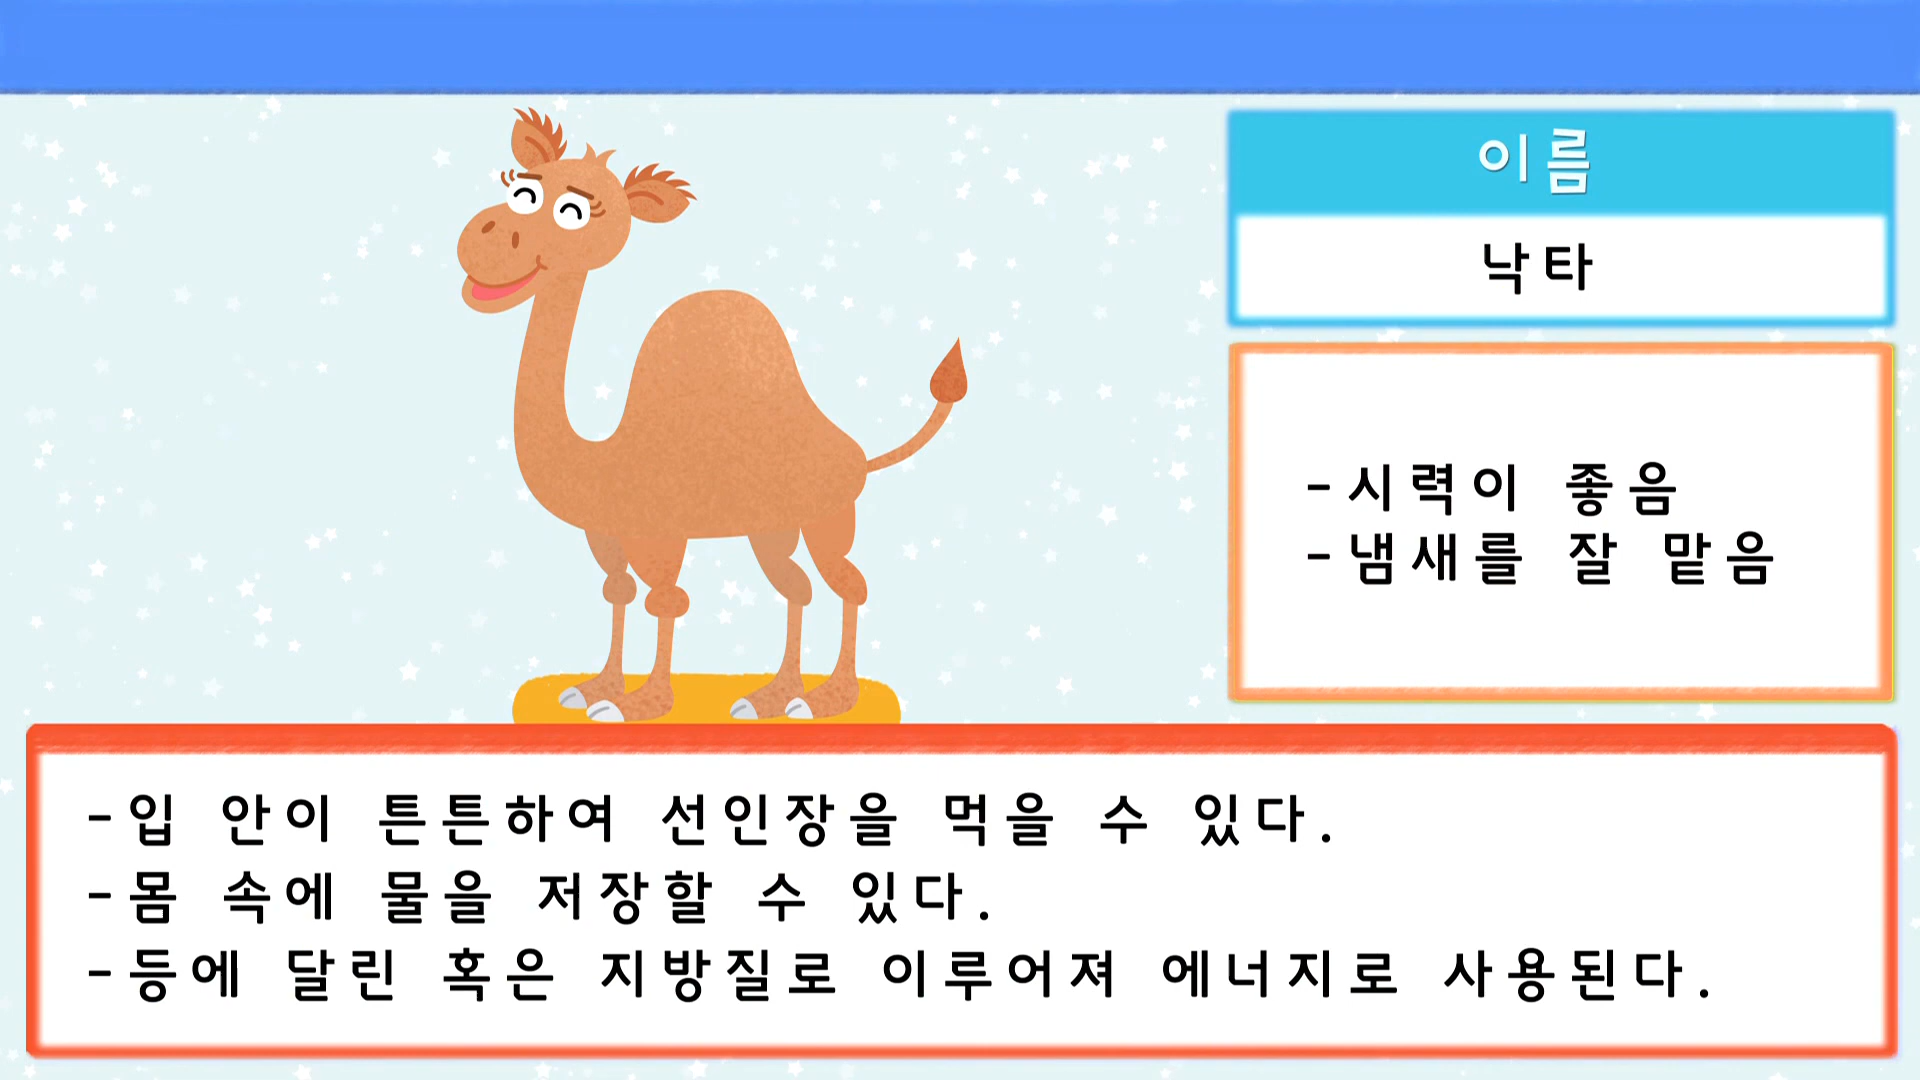 이름
낙타
-시력이 좋음
-냄새를 잘 맡음
-입 안이 튼튼하여 선인장을 먹을 수 있다.
-몸 속에 물을 저장할 수 있다.
-등에 달린 혹은 지방질로 이루어져 에너지로 사용된다.